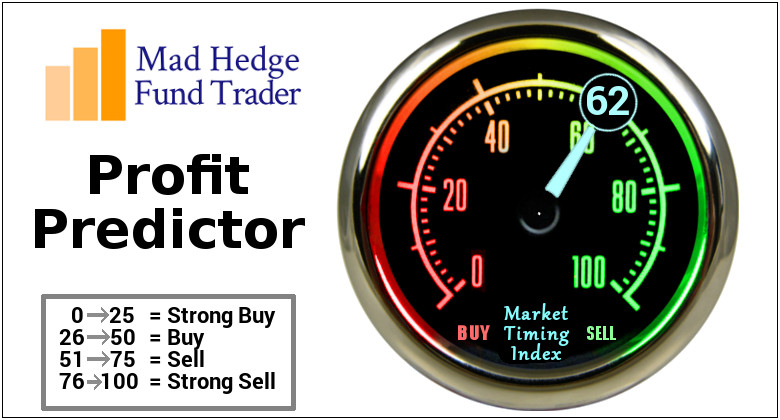 Mad Hedge
Fund Trader
Profit
Predictor
0→25 = Strong Buy
26→50 = Buy
51→75 = Sell
76→100 = Strong Sell
62
40
60
20
80
0
100
Market
BUY Timing SELL
Index